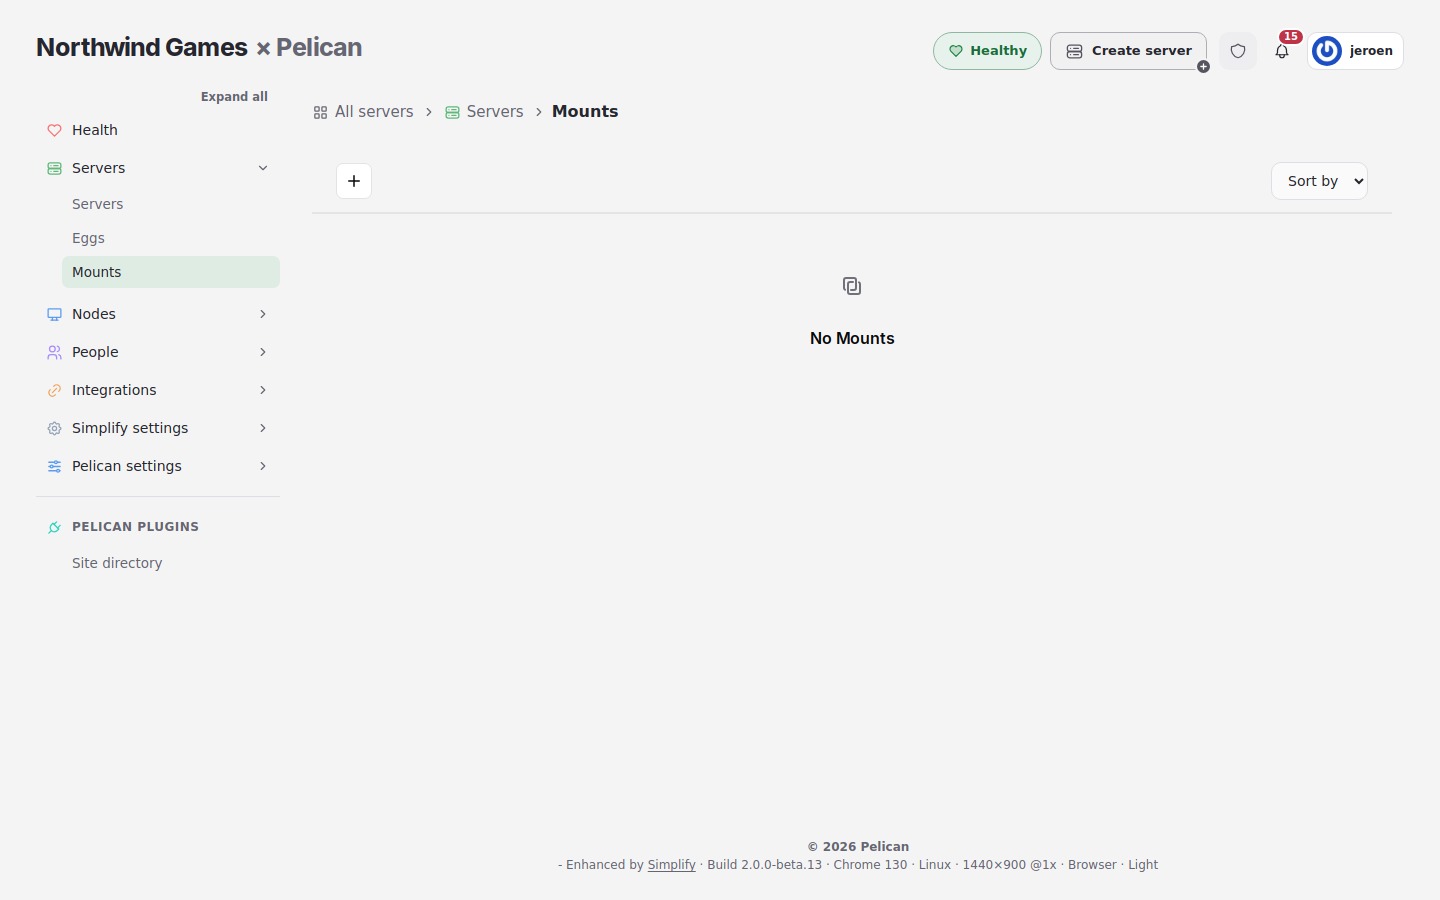 Northwind Games × Pelican
Healthy
Create server
15
jeroen
Expand all
Health
Servers
Servers
Eggs
Mounts
Nodes
People
Integrations
Simplify settings
Pelican settings
PELICAN PLUGINS
Site directory
All servers > Servers > Mounts
Sort by
No Mounts
© 2026 Pelican
- Enhanced by Simplify · Build 2.0.0-beta.13 · Chrome 130 · Linux · 1440×900 @1x · Browser · Light